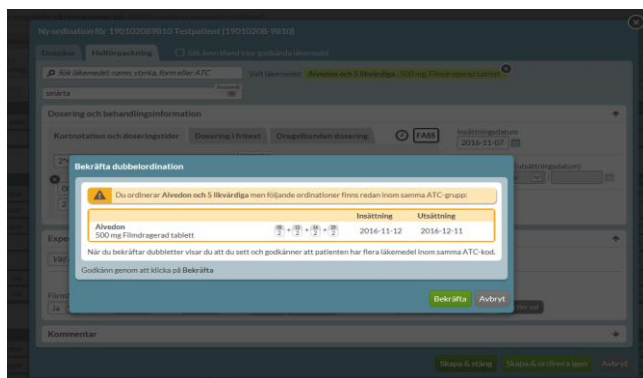 Ny ordination för 190102089810 Testpatient (19010208-9810)
Dospåse Helförpackning Sök även bland icke godkända läkemedel
Sök läkemedel: namn, styrka, form eller ATC Valt läkemedel: Alvedon och 5 likvärdiga 500 mg, Filmdragerad tablett
smärta
Dosering och behandlingsinformation
Kortnotation och doseringstider Dosering i fritext Oregelbunden dosering FASS Insättningsdatum
2016-11-07
Bekräfta dubbelordination
Du ordinerar Alvedon och 5 likvärdiga men följande ordinationer finns redan inom samma ATC-grupp:
Insättning Utsättning
Alvedon
500 mg Filmdragerad tablett 2016-11-12 2016-12-11
När du bekräftar dubbletter visar du att du sett och godkänner att patienten har flera läkemedel inom samma ATC-kod.
Godkänn genom att klicka på Bekräfta
Bekräfta Avbryt
Ja
Kommentar
Skapa & stäng Skapa & ordinera igen Avbryt